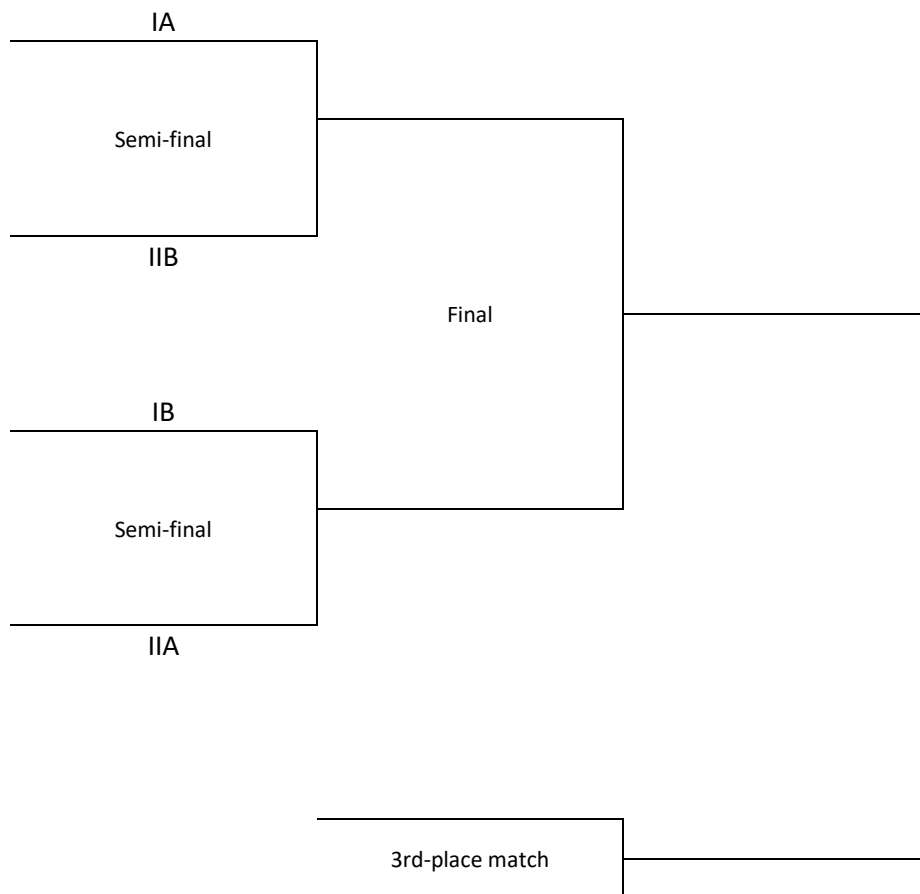 IA
Semi-final
IIB
Final
IB
Semi-final
IIA
3rd-place match